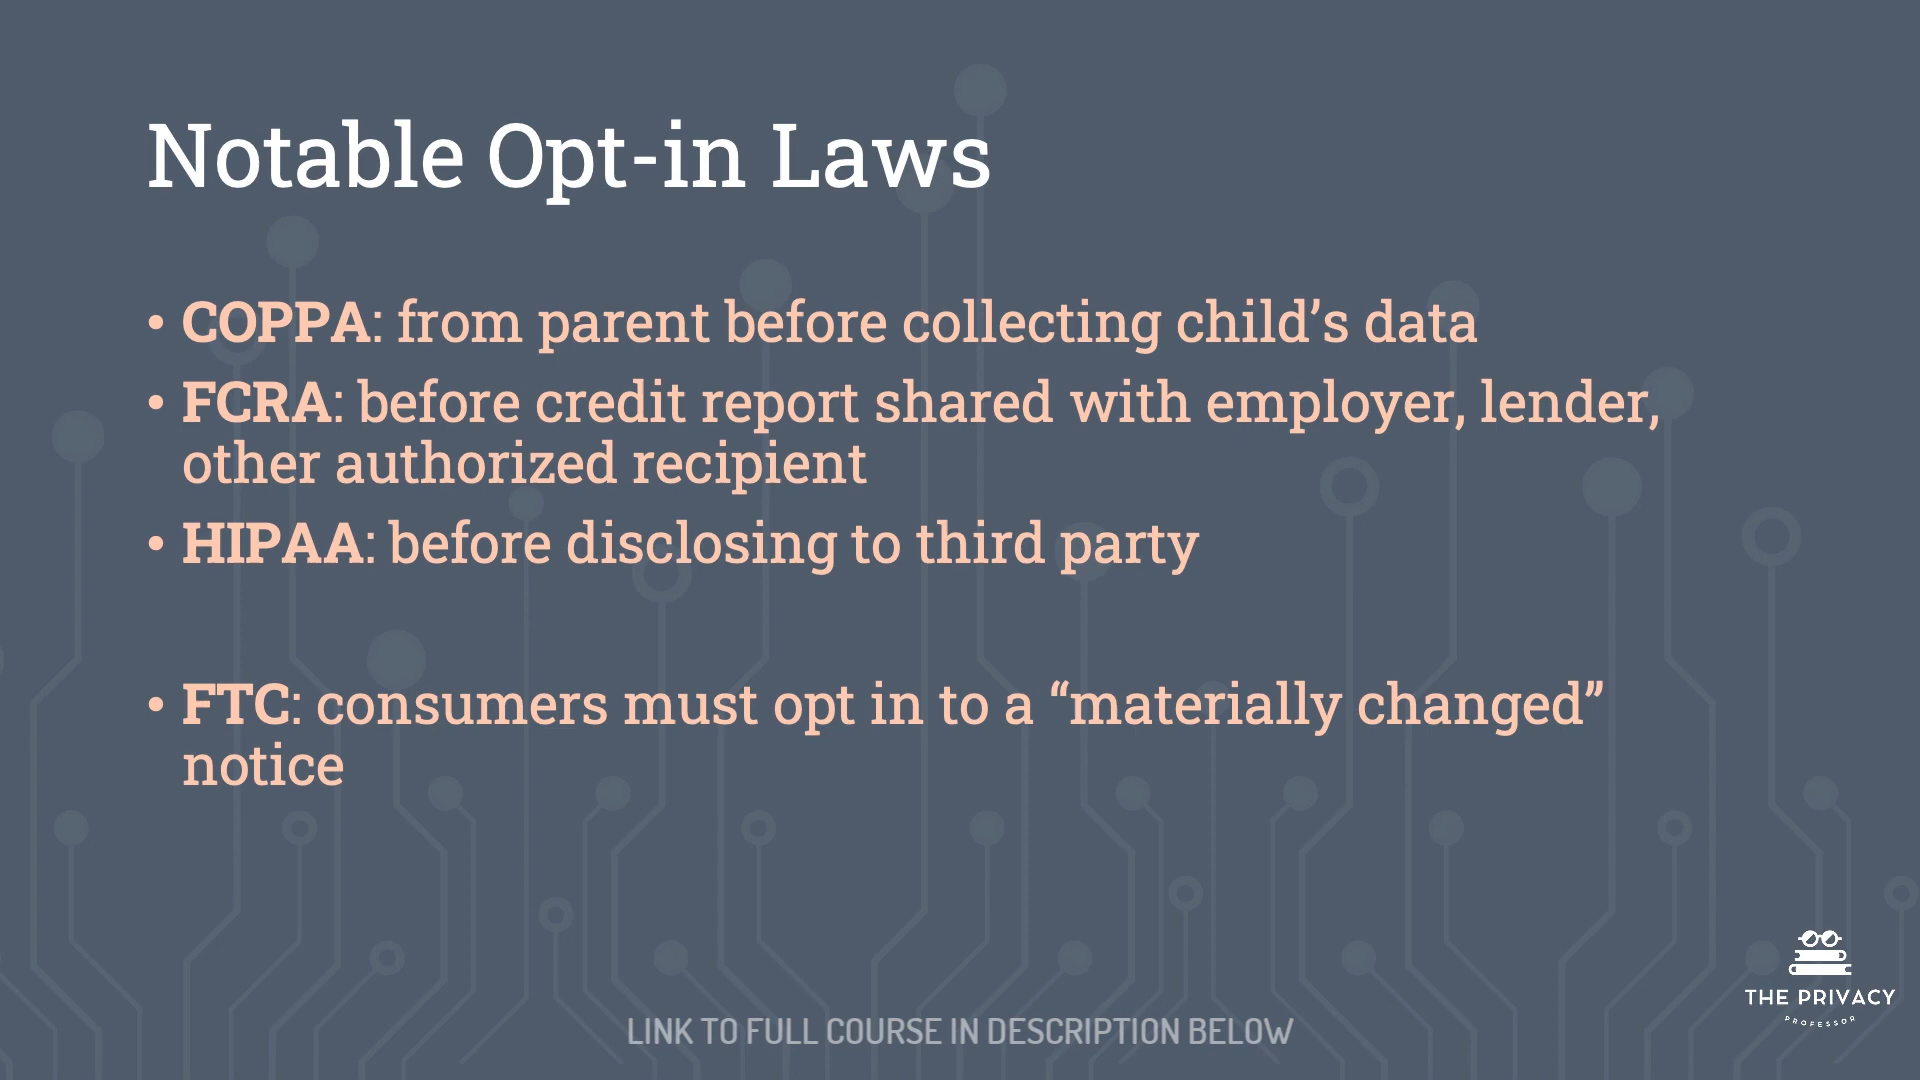 Notable Opt-in Laws
• COPPA: from parent before collecting child’s data
• FCRA: before credit report shared with employer, lender,
other authorized recipient
• HIPAA: before disclosing to third party
• FTC: consumers must opt in to a “materially changed”
notice
THE PRIVACY
PROFESSOR
LINK TO FULL COURSE IN DESCRIPTION BELOW